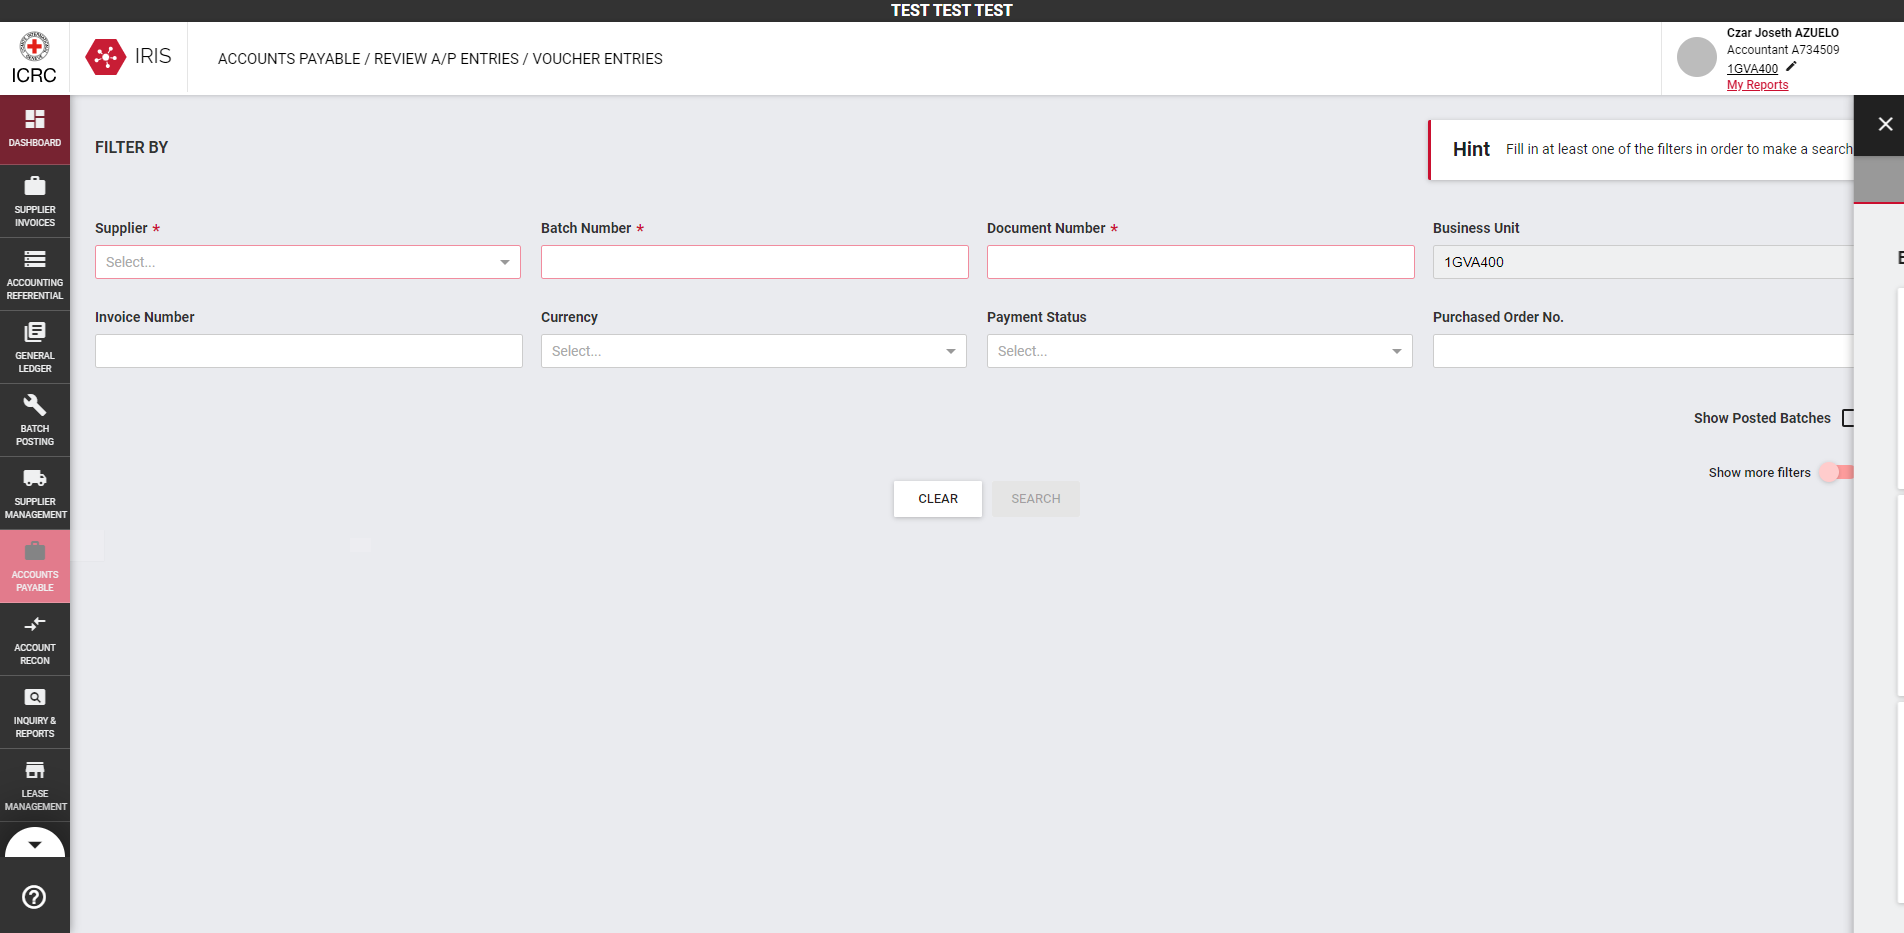 TEST TEST TEST
ICRC
IRIS
ACCOUNTS PAYABLE / REVIEW A/P ENTRIES / VOUCHER ENTRIES
Czar Joseth AZUELO
Accountant A734509
1GVA400
My Reports
DASHBOARD
SUPPLIER
INVOICES
ACCOUNTING
REFERENTIAL
GENERAL
LEDGER
BATCH
POSTING
SUPPLIER
MANAGEMENT
ACCOUNTS
PAYABLE
ACCOUNT
RECON
INQUIRY &
REPORTS
LEASE
MANAGEMENT
FILTER BY
Hint Fill in at least one of the filters in order to make a search
Supplier * Batch Number * Document Number * Business Unit
Select... 1GVA400
Invoice Number Currency Payment Status Purchased Order No.
Select... Select...
Show Posted Batches
Show more filters
CLEAR SEARCH